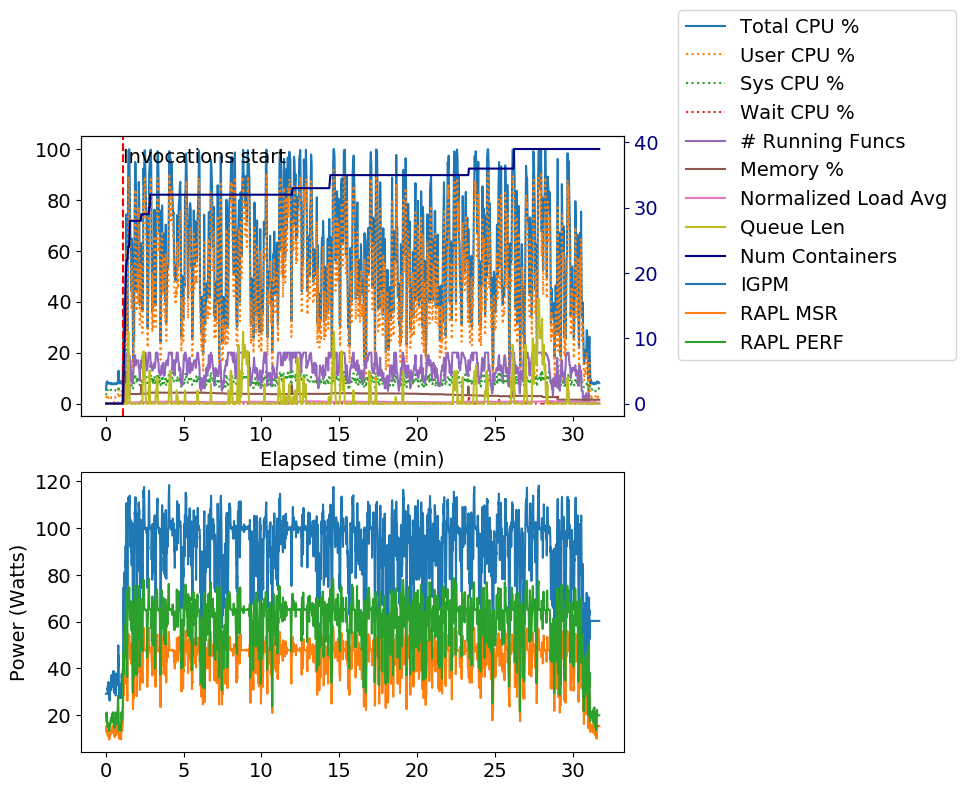 Total CPU %
User CPU %
Sys CPU %
Wait CPU %
# Running Funcs
Memory %
Normalized Load Avg
Queue Len
Num Containers
IGPM
RAPL MSR
RAPL PERF
Invocations start
100
80
60
40
20
0
40
30
20
10
0
0 5 10 15 20 25 30
Elapsed time (min)
Power (Watts)
120
100
80
60
40
20
0 5 10 15 20 25 30